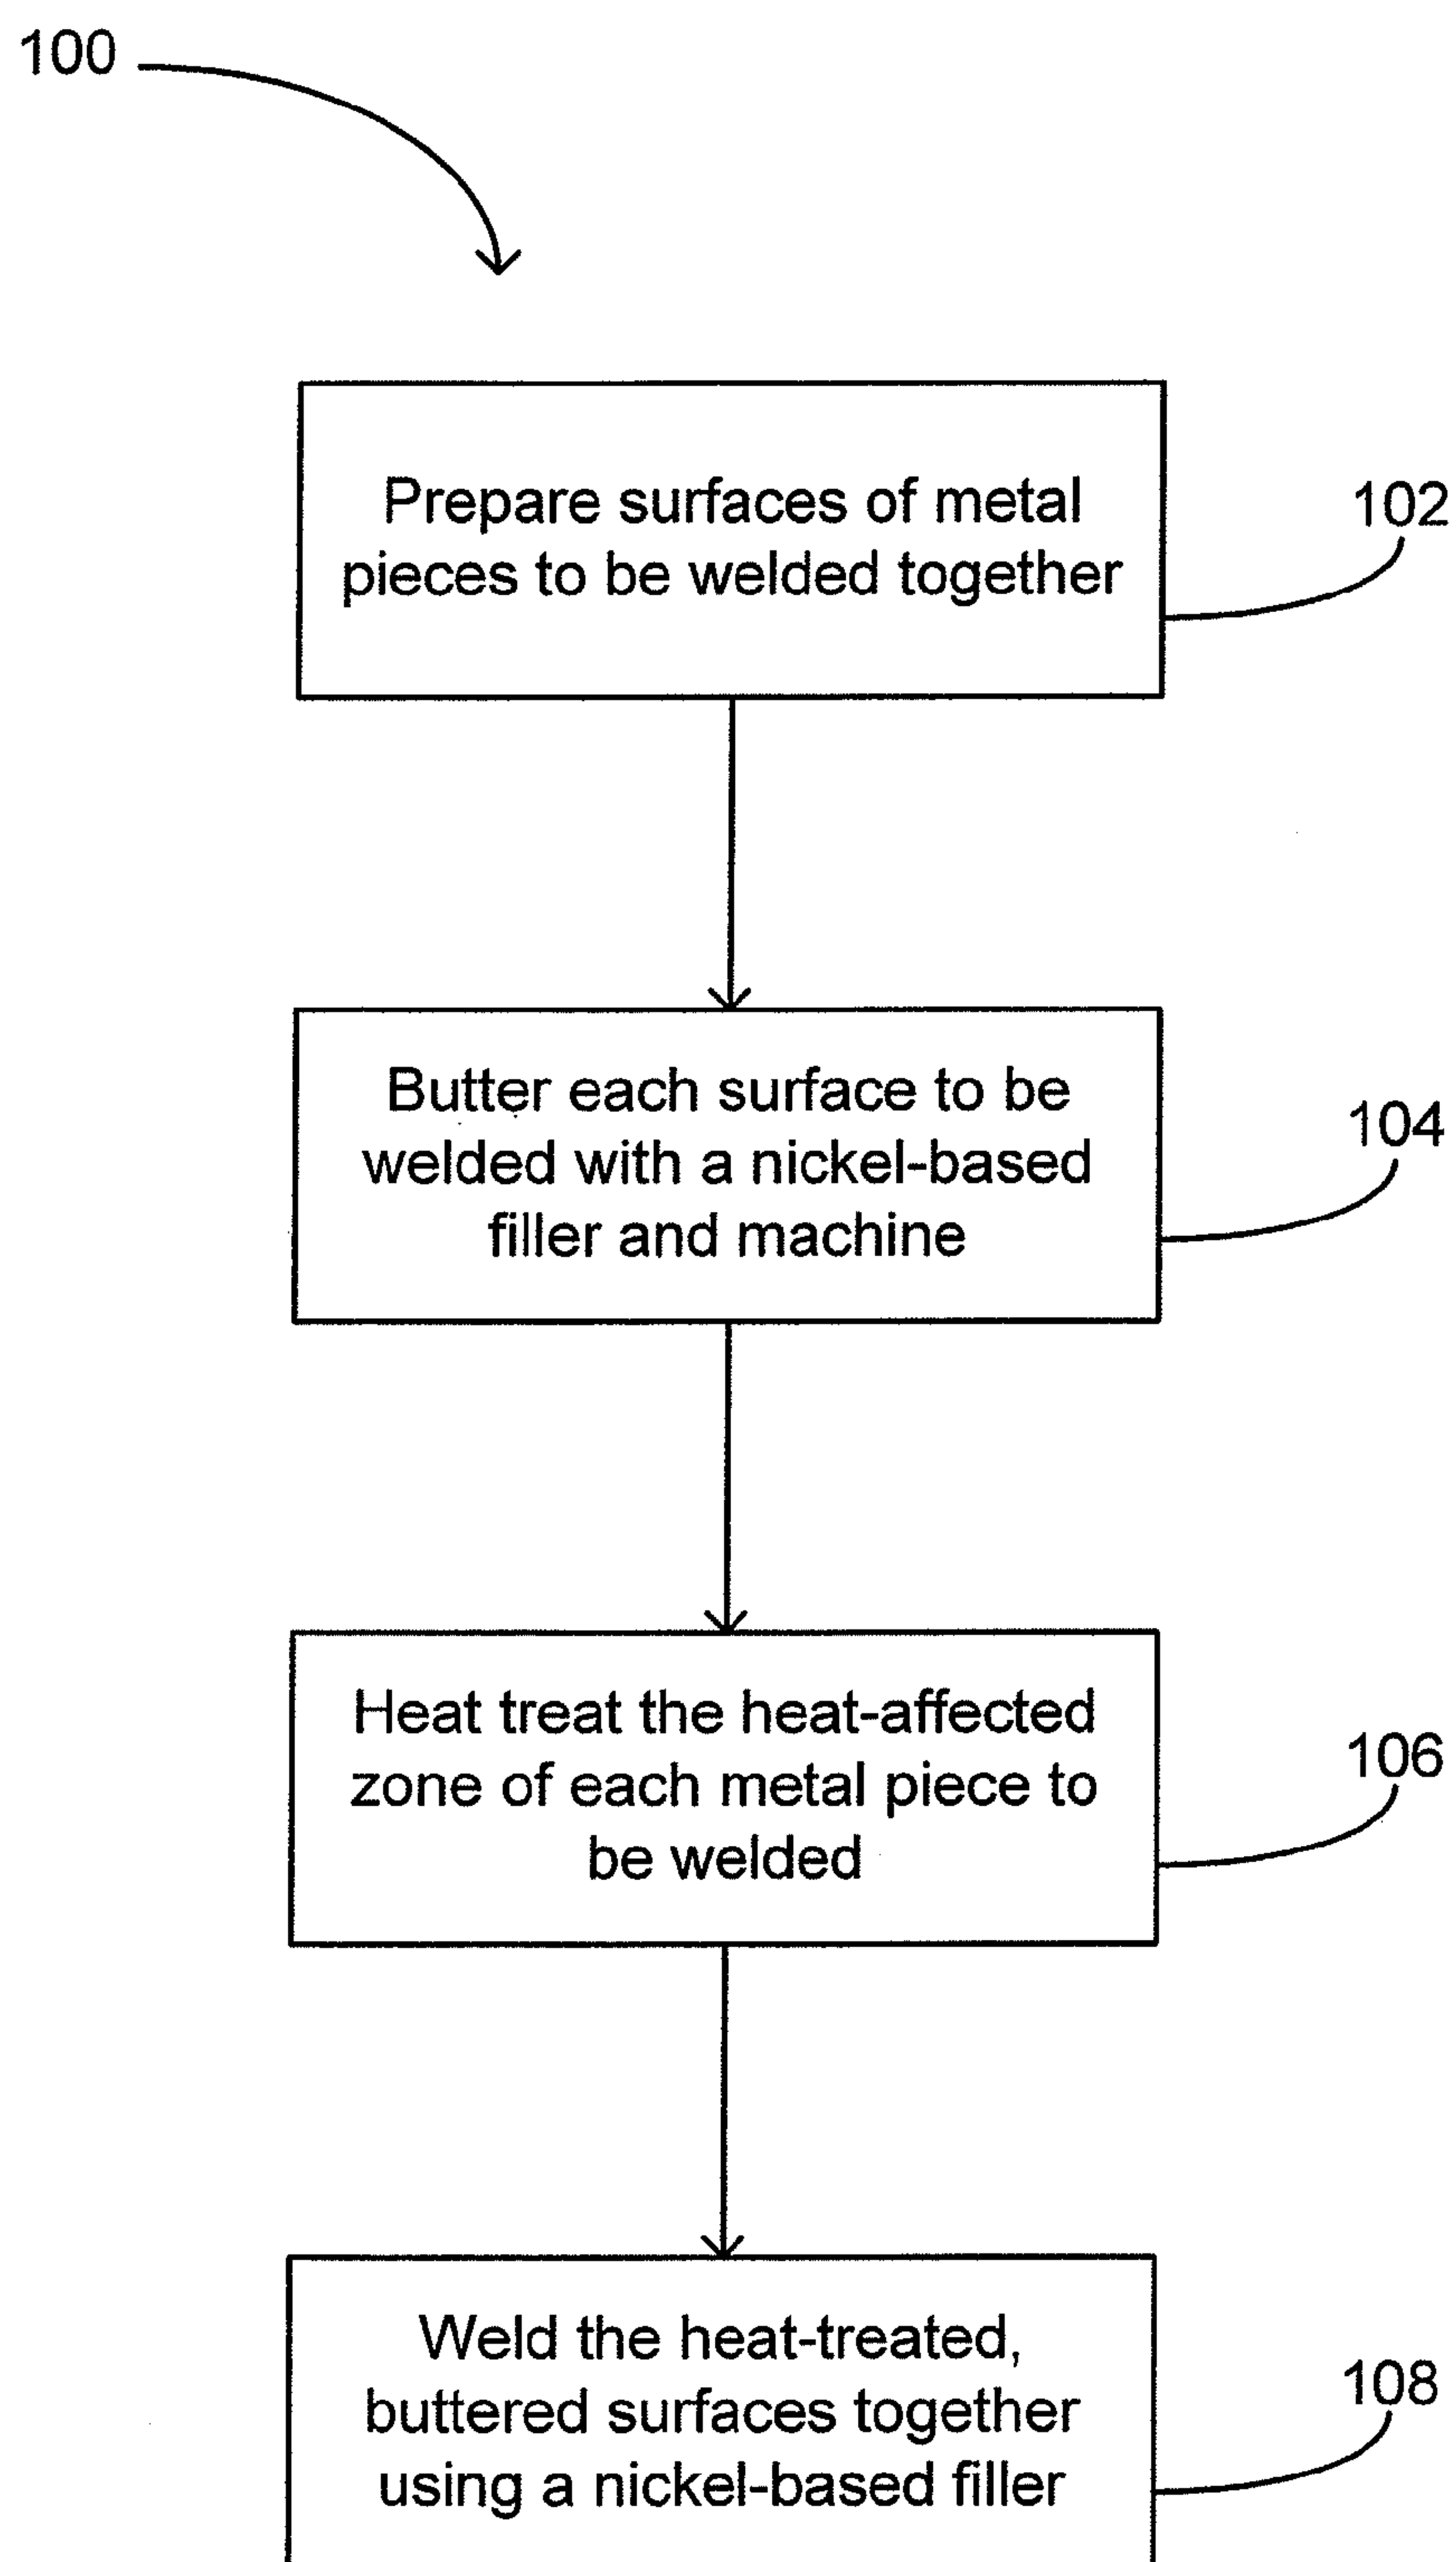 100
Prepare surfaces of metal
pieces to be welded together
102
Butter each surface to be
welded with a nickel-based
filler and machine
104
Heat treat the heat-affected
zone of each metal piece to
be welded
106
Weld the heat-treated,
buttered surfaces together
using a nickel-based filler
108